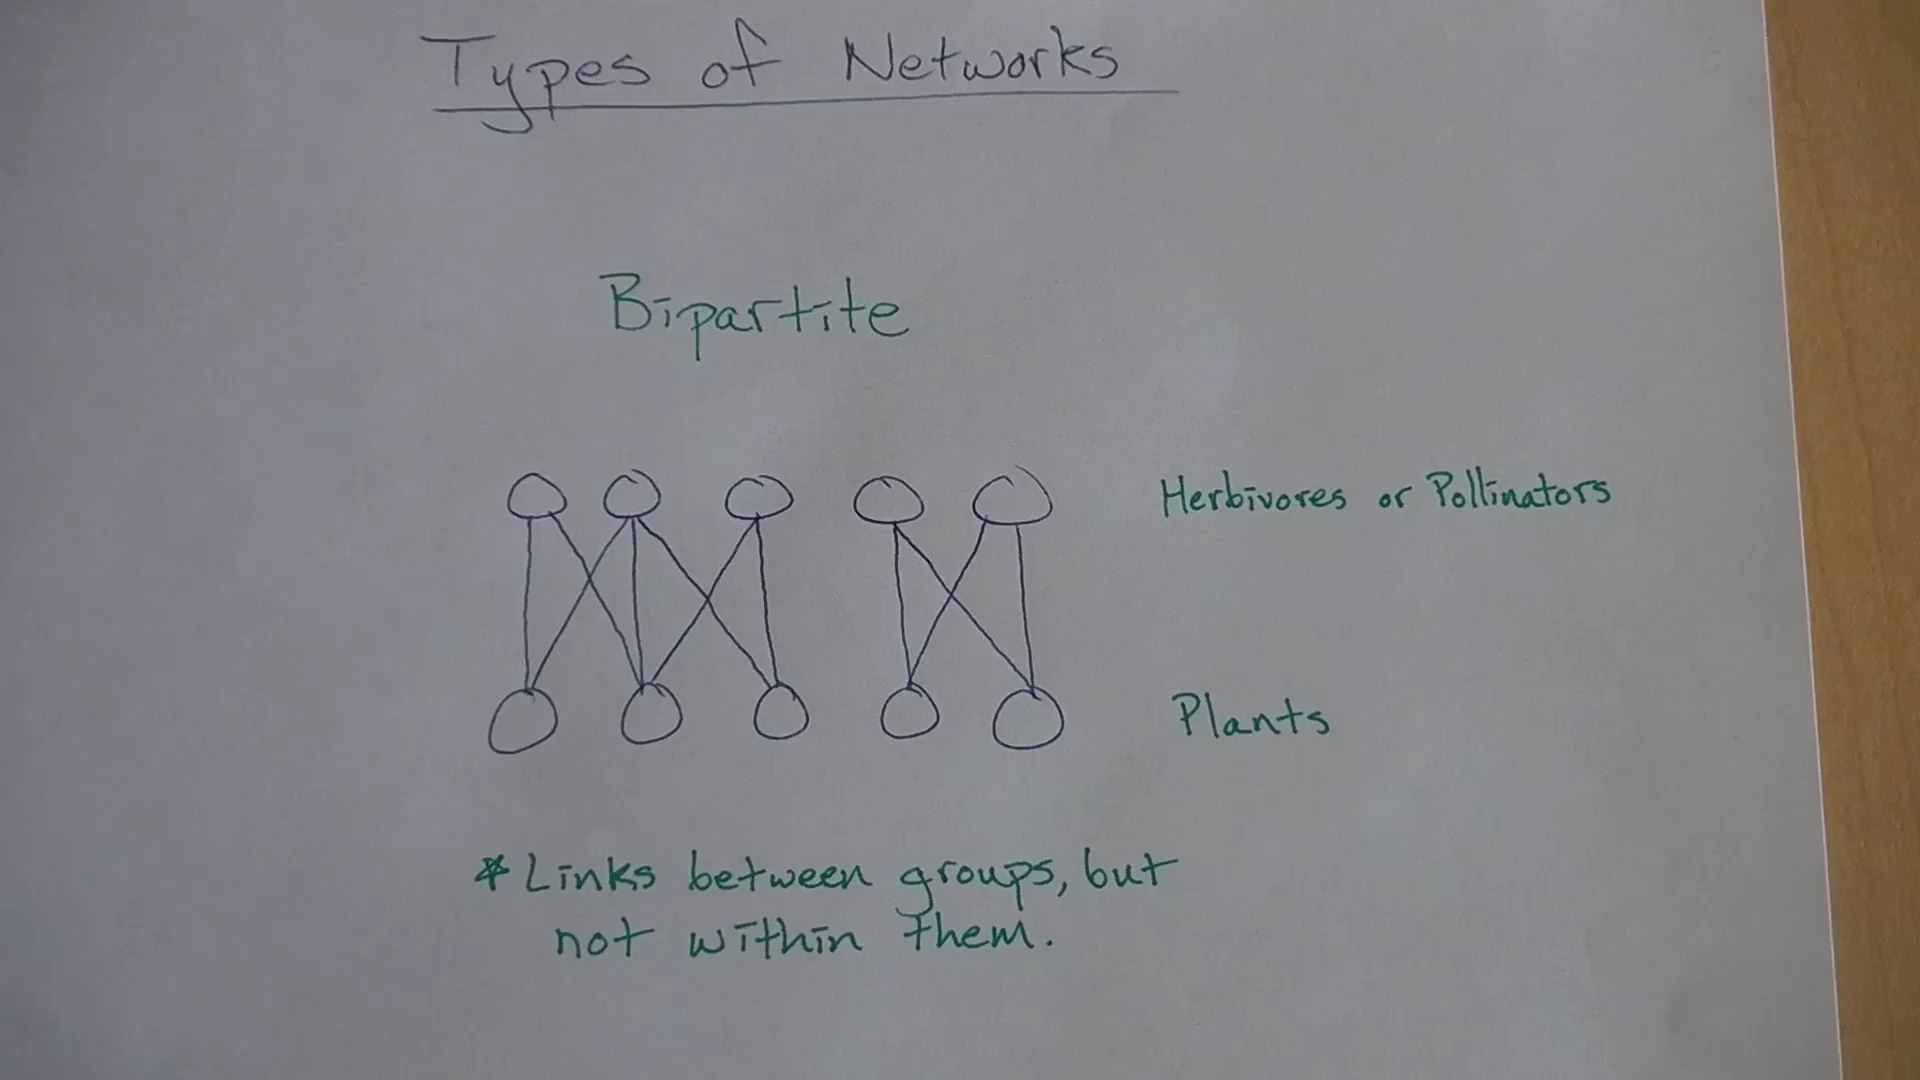 Types of Networks
Bipartite
Herbivores or Pollinators
Plants
* Links between groups, but
not within them.